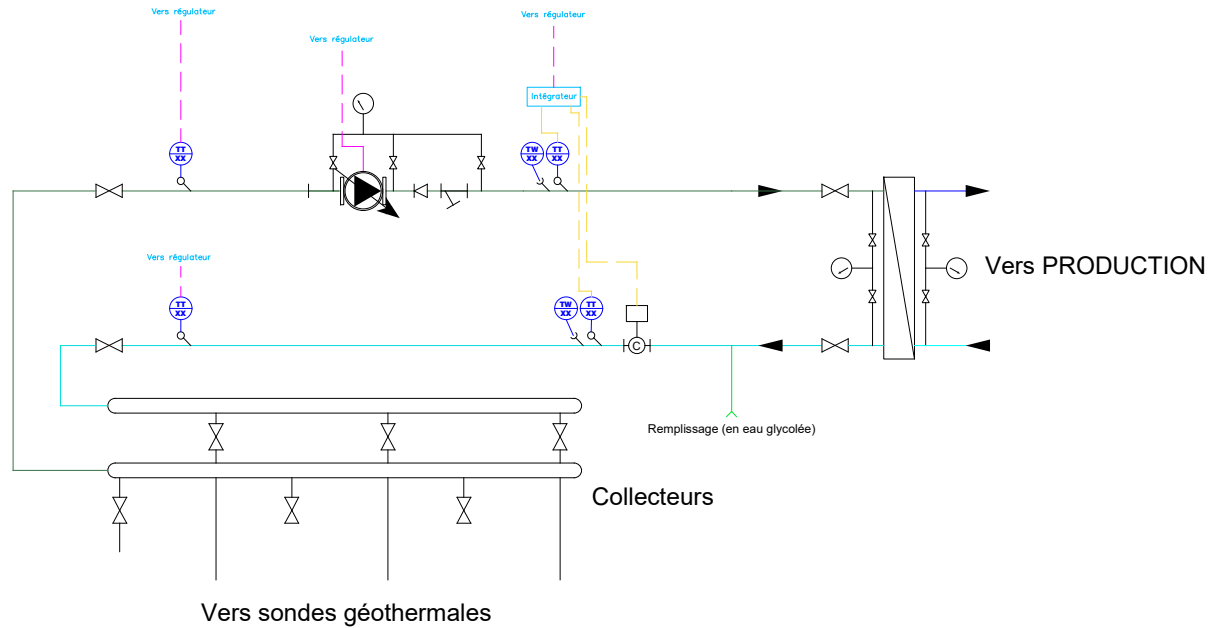 Vers régulateur
Vers régulateur
Vers régulateur
Intégrateur
TT
XX
TW
XX
TT
XX
Vers régulateur
Vers PRODUCTION
TT
XX
TW
XX
TT
XX
C
Remplissage (en eau glycolée)
Collecteurs
Vers sondes géothermales